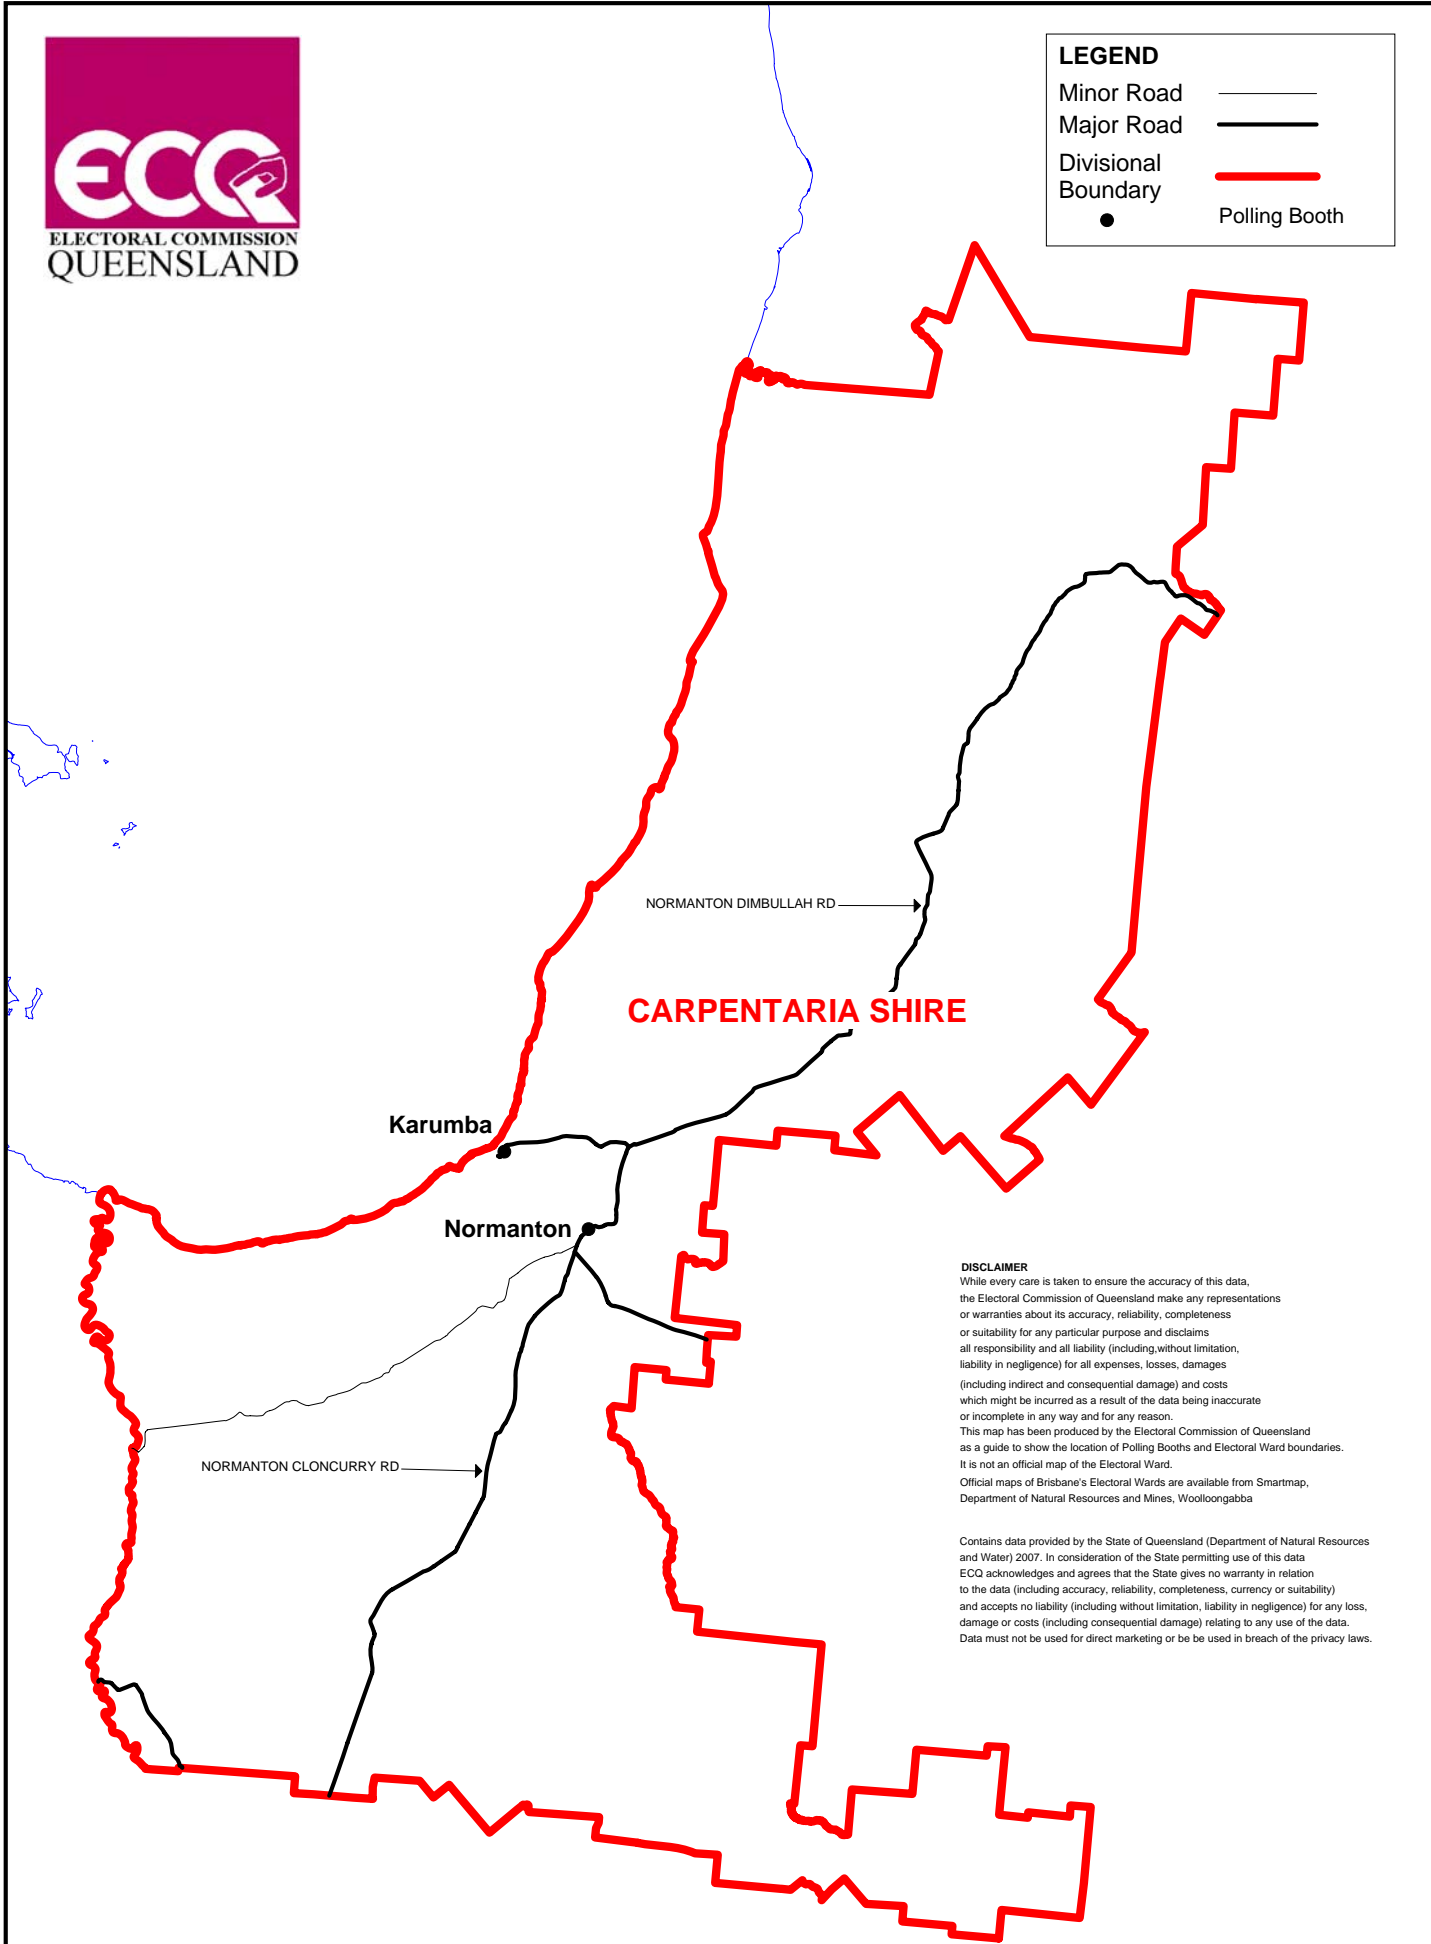 ECQ
ELECTORAL COMMISSION
QUEENSLAND
LEGEND
Minor Road
Major Road
Divisional
Boundary
Polling Booth
NORMANTON DIMBULLAH RD
CARPENTARIA SHIRE
Karumba
Normanton
NORMANTON CLONCURRY RD
DISCLAIMER
While every care is taken to ensure the accuracy of this data,
the Electoral Commission of Queensland make any representations
or warranties about its accuracy, reliability, completeness
or suitability for any particular purpose and disclaims
all responsibility and all liability (including,without limitation,
liability in negligence) for all expenses, losses, damages
(including indirect and consequential damage) and costs
which might be incurred as a result of the data being inaccurate
or incomplete in any way and for any reason.
This map has been produced by the Electoral Commission of Queensland
as a guide to show the location of Polling Booths and Electoral Ward boundaries.
It is not an official map of the Electoral Ward.
Official maps of Brisbane's Electoral Wards are available from Smartmap,
Department of Natural Resources and Mines, Woolloongabba
Contains data provided by the State of Queensland (Department of Natural Resources
and Water) 2007. In consideration of the State permitting use of this data
ECQ acknowledges and agrees that the State gives no warranty in relation
to the data (including accuracy, reliability, completeness, currency or suitability)
and accepts no liability (including without limitation, liability in negligence) for any loss,
damage or costs (including consequential damage) relating to any use of the data.
Data must not be used for direct marketing or be be used in breach of the privacy laws.